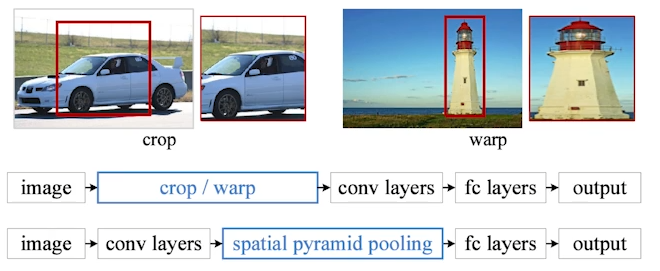 crop
warp
image
crop / warp
conv layers
fc layers
output
image
conv layers
spatial pyramid pooling
fc layers
output